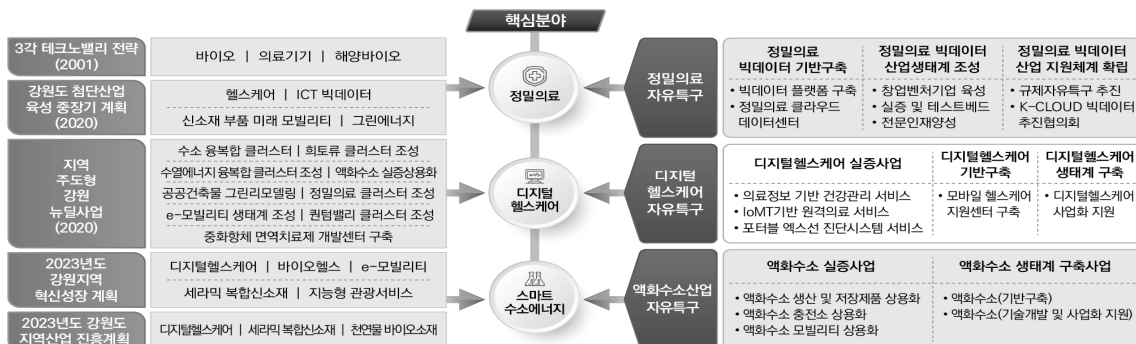 핵심분야
3각 테크노밸리 전략
(2001)
바이오 | 의료기기 | 해양바이오
강원도 첨단산업
육성 중장기 계획
(2020)
헬스케어 | ICT 빅데이터
신소재 부품 미래 모빌리티 | 그린에너지
지역
주도형
강원
뉴딜사업
(2020)
수소 융복합 클러스터 | 희토류 클러스터 조성
수열에너지 융복합 클러스터 조성 | 액화수소 실증상용화
공공건축물 그린리모델링 | 정밀의료 클러스터 조성
e-모빌리티 생태계 조성 | 퀀텀밸리 클러스터 조성
중화항체 면역치료제 개발센터 구축
2023년도
강원지역
혁신성장 계획
디지털헬스케어 | 바이오헬스 | e-모빌리티
세라믹 복합신소재 | 지능형 관광서비스
2023년도 강원도
지역산업 진흥계획
디지털헬스케어 | 세라믹 복합신소재 | 천연물 바이오소재
정밀의료
디지털
헬스케어
스마트
수소에너지
정밀의료
자유특구
정밀의료
빅데이터 기반구축
• 빅데이터 플랫폼 구축
• 정밀의료 클라우드
데이터센터
정밀의료 빅데이터
산업생태계 조성
• 창업벤처기업 육성
• 실증 및 테스트베드
• 전문인재양성
정밀의료 빅데이터
산업 지원체계 확립
• 규제자유특구 추진
• K-CLOUD 빅데이터
추진협의회
디지털
헬스케어
자유특구
디지털헬스케어 실증사업
• 의료정보 기반 건강관리 서비스
• IoMT기반 원격의료 서비스
• 포터블 엑스선 진단시스템 서비스
디지털헬스케어
기반구축
• 모바일 헬스케어
지원센터 구축
디지털헬스케어
생태계 구축
• 디지털헬스케어
사업화 지원
액화수소산업
자유특구
액화수소 실증사업
• 액화수소 생산 및 저장제품 상용화
• 액화수소 충전소 상용화
• 액화수소 모빌리티 상용화
액화수소 생태계 구축사업
• 액화수소(기반구축)
• 액화수소(기술개발 및 사업화 지원)